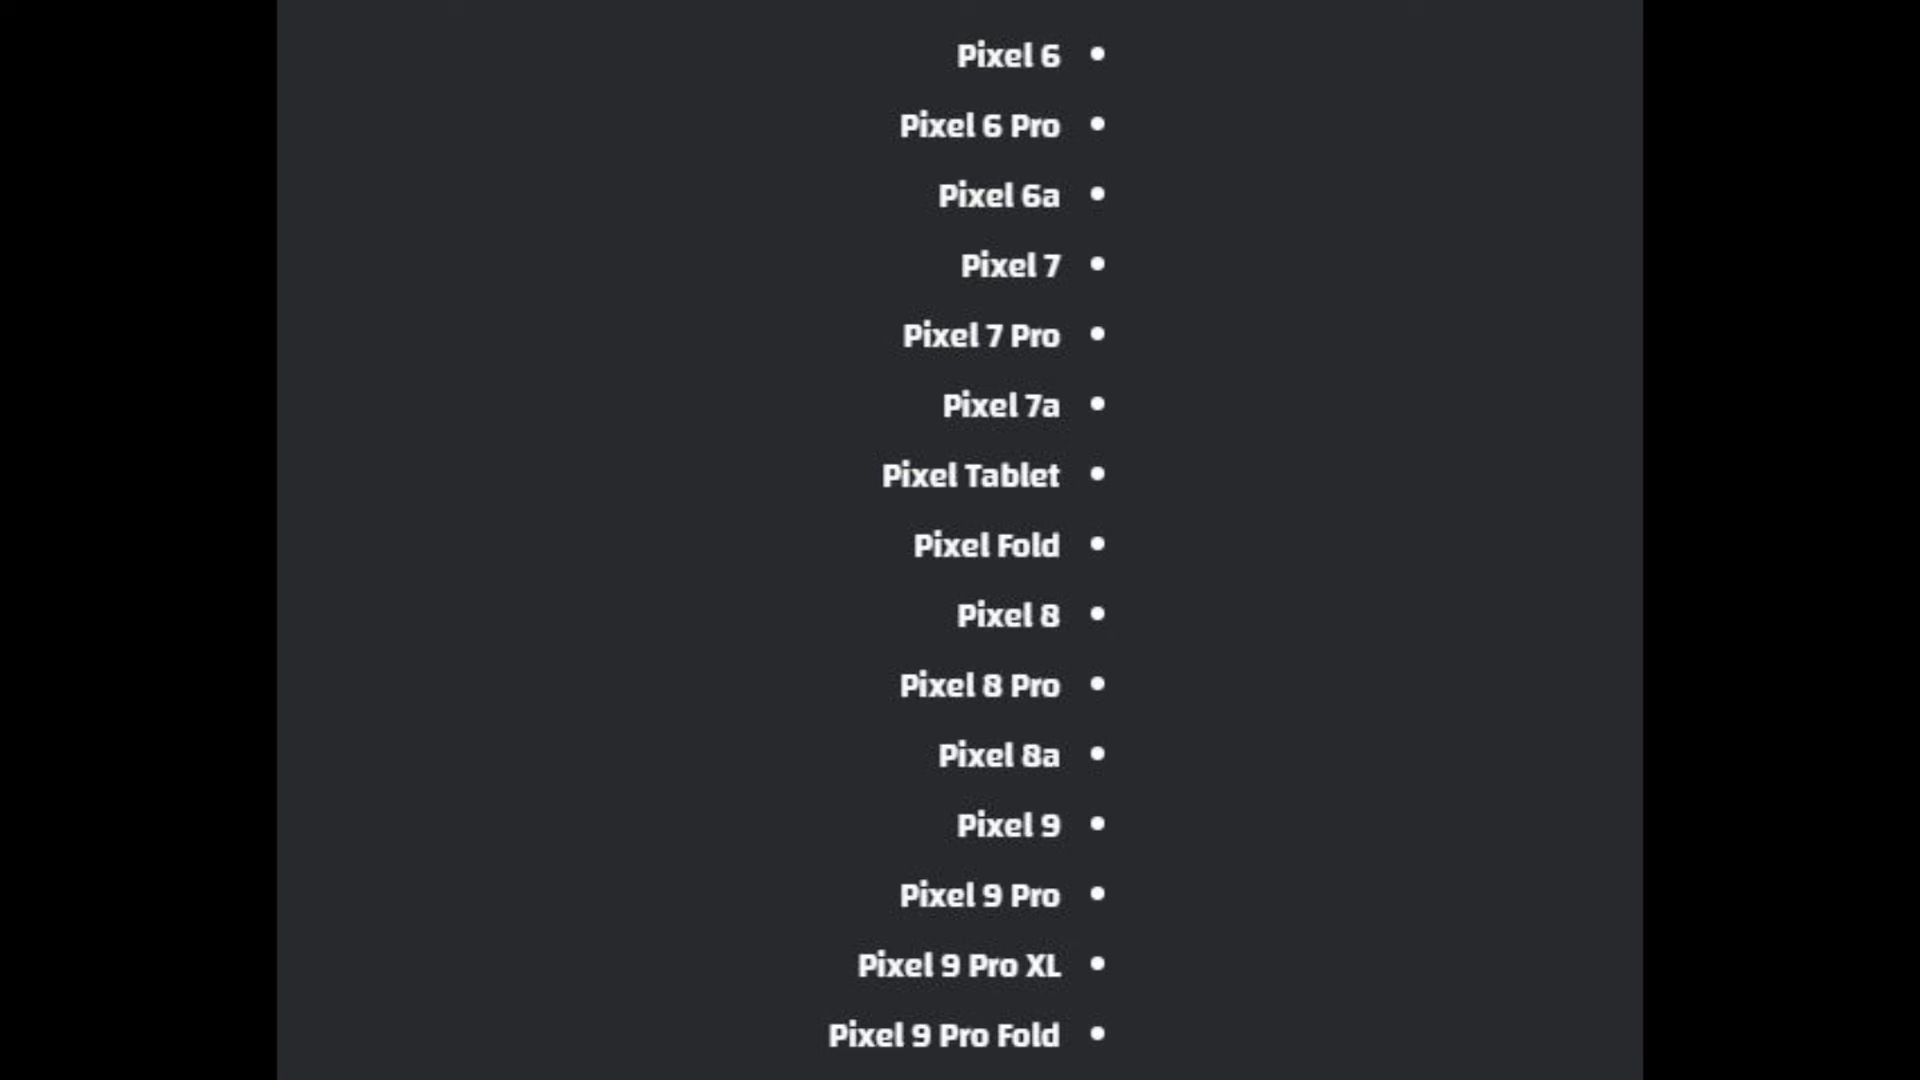 Pixel 6
Pixel 6 Pro
Pixel 6a
Pixel 7
Pixel 7 Pro
Pixel 7a
Pixel Tablet
Pixel Fold
Pixel 8
Pixel 8 Pro
Pixel 8a
Pixel 9
Pixel 9 Pro
Pixel 9 Pro XL
Pixel 9 Pro Fold